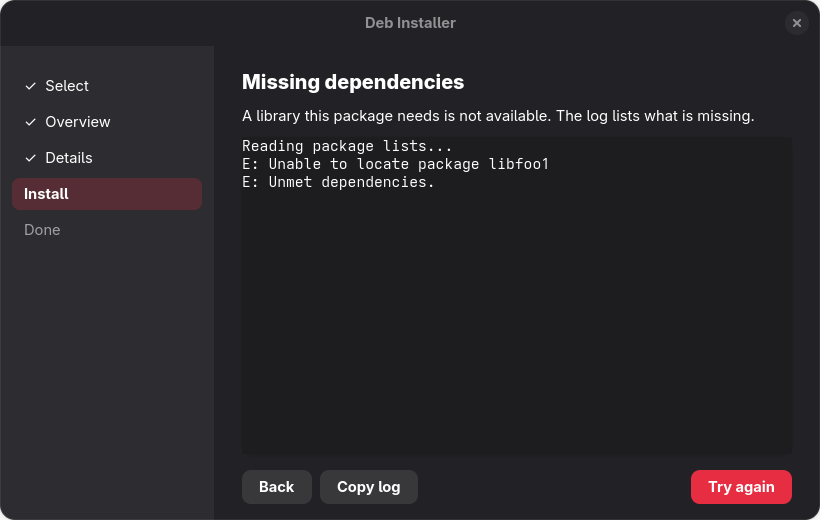 Deb Installer
✓ Select
✓ Overview
✓ Details
Install
Done
Missing dependencies
A library this package needs is not available. The log lists what is missing.
Reading package lists...
E: Unable to locate package libfoo1
E: Unmet dependencies.
Back
Copy log
Try again